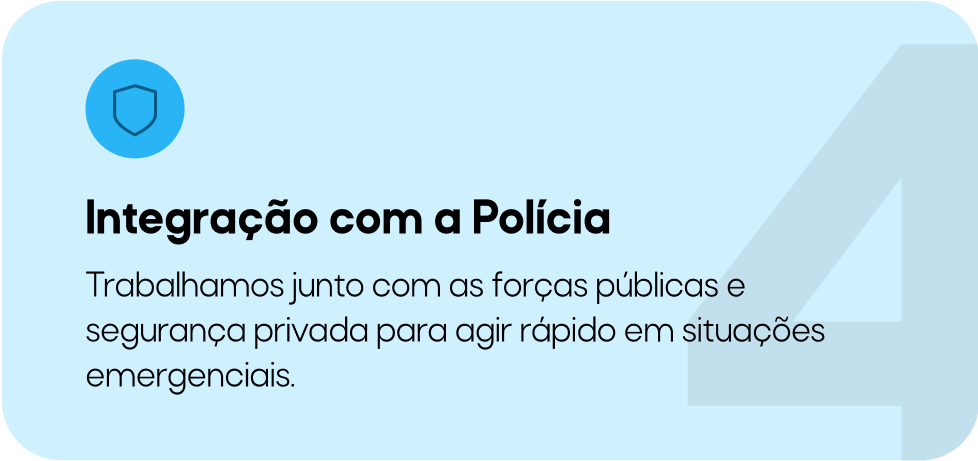 4
Integração com a Polícia
Trabalhamos junto com as forças públicas e
segurança privada para agir rápido em situações
emergenciais.